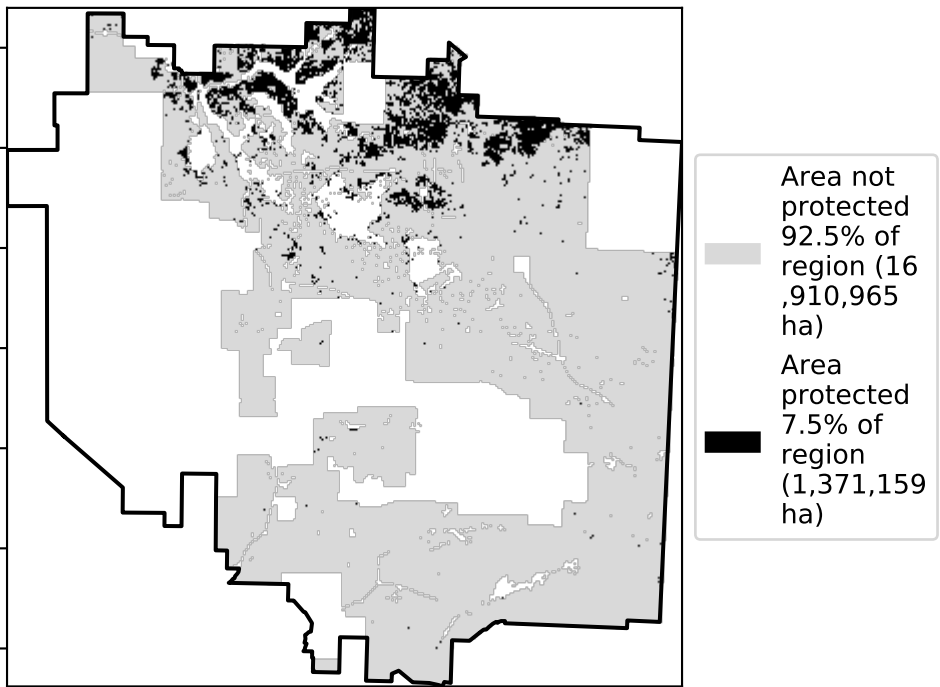 Area not
protected
92.5% of
region (16
,910,965
ha)
Area
protected
7.5% of
region
(1,371,159
ha)